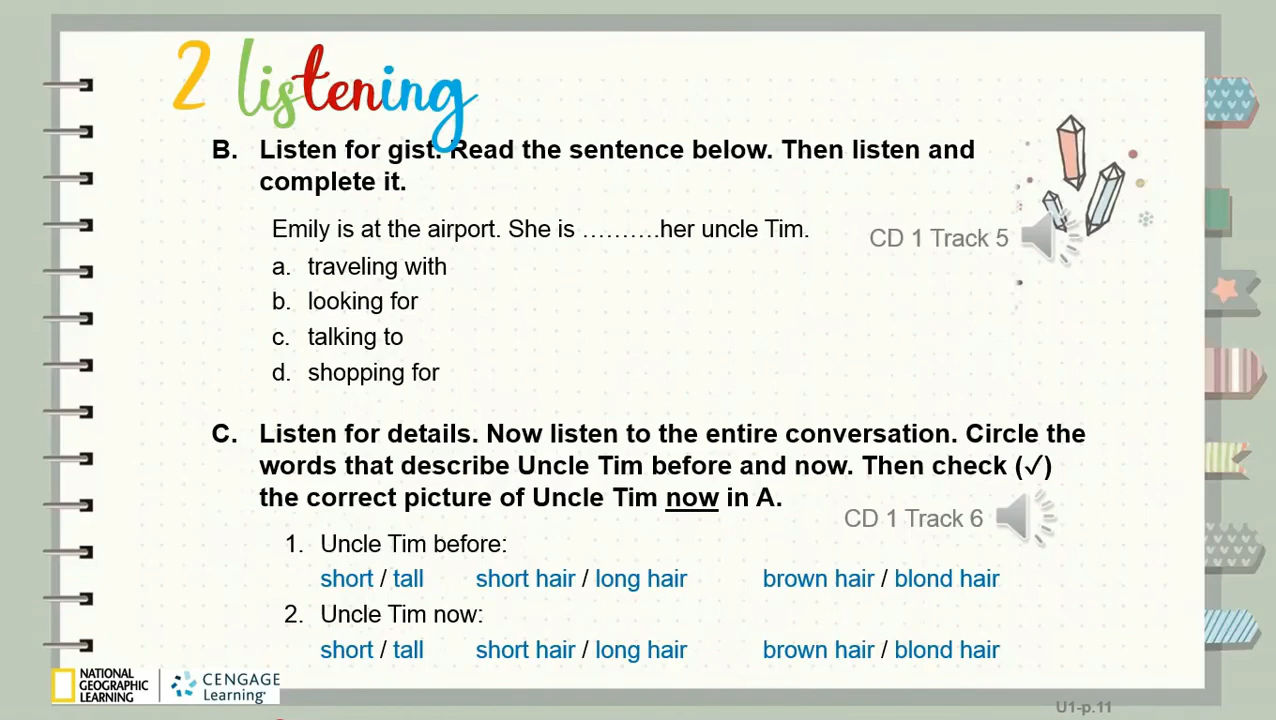 2 listening
B. Listen for gist. Read the sentence below. Then listen and
complete it.
Emily is at the airport. She is ……….her uncle Tim.
CD 1 Track 5
a. traveling with
b. looking for
c. talking to
d. shopping for
C. Listen for details. Now listen to the entire conversation. Circle the
words that describe Uncle Tim before and now. Then check (✓)
the correct picture of Uncle Tim now in A.
CD 1 Track 6
1. Uncle Tim before:
short / tall short hair / long hair brown hair / blond hair
2. Uncle Tim now:
short / tall short hair / long hair brown hair / blond hair
NATIONAL
GEOGRAPHIC
LEARNING
CENGAGE
Learning
U1-p.11